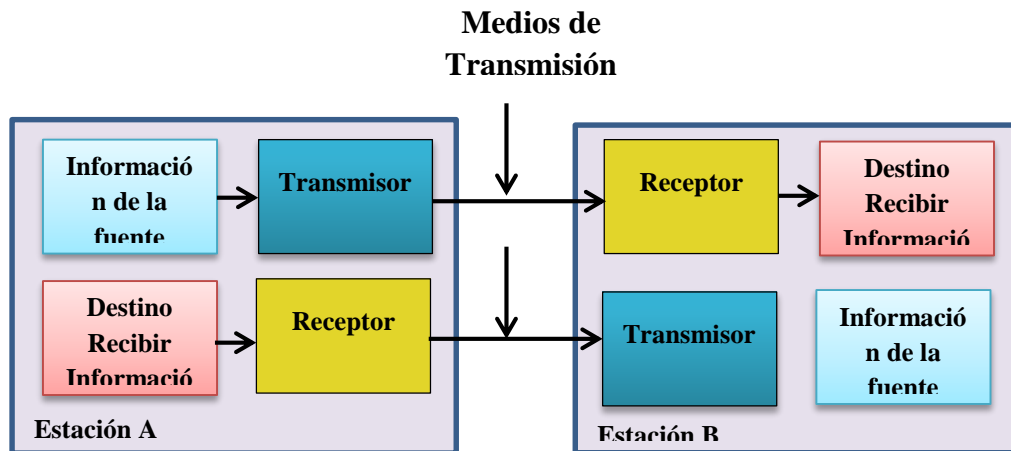 Medios de
Transmisión
Informació
n de la
fuente
Transmisor
Receptor
Destino
Recibir
Informació
Destino
Recibir
Informació
Receptor
Transmisor
Informació
n de la
fuente
Estación A
Estación B